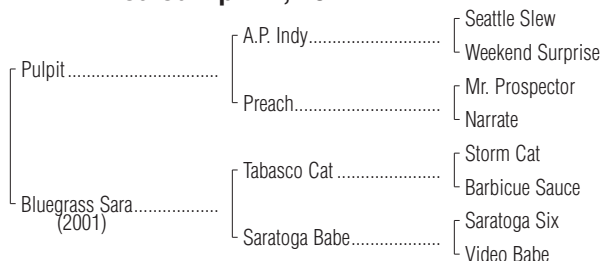 Seattle Slew
A.P. Indy
Weekend Surprise
Pulpit
Mr. Prospector
Preach
Narrate
Storm Cat
Tabasco Cat
Barbicue Sauce
Bluegrass Sara
(2001)
Saratoga Six
Saratoga Babe
Video Babe